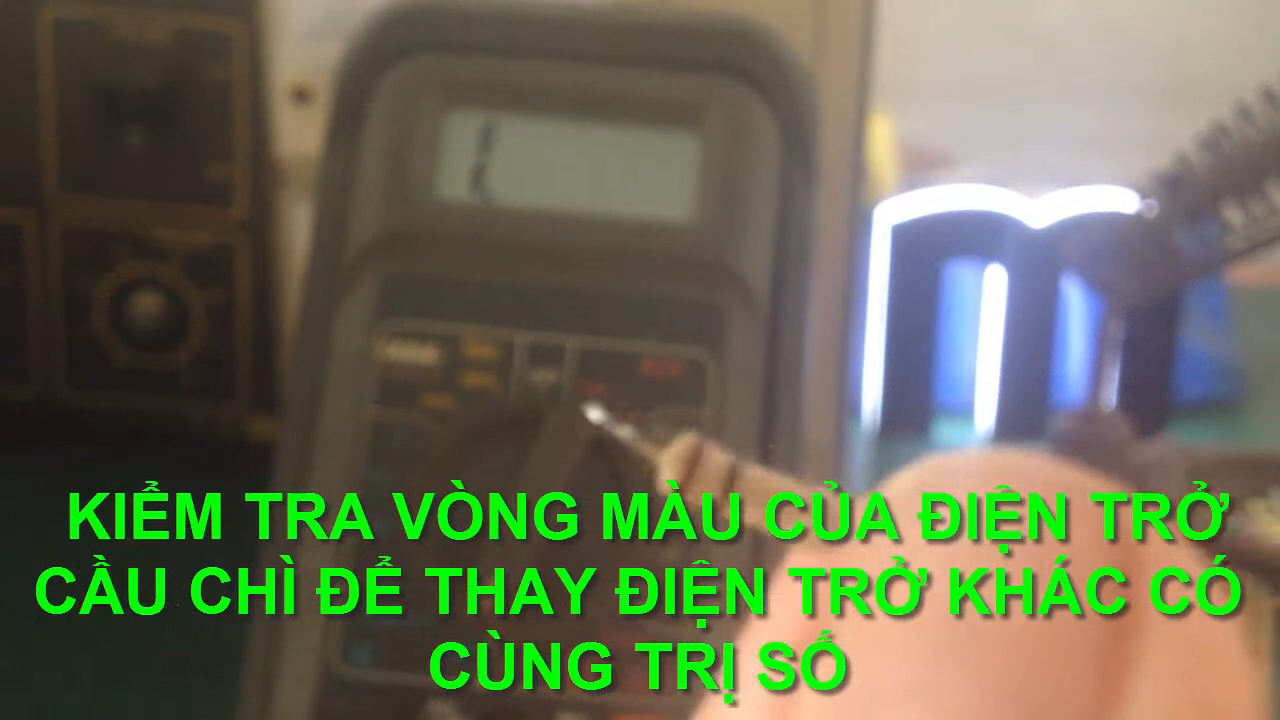 KIỂM TRA VÒNG MÀU CỦA ĐIỆN TRỞ
CẦU CHÌ ĐỂ THAY ĐIỆN TRỞ KHÁC CÓ
CÙNG TRỊ SỐ